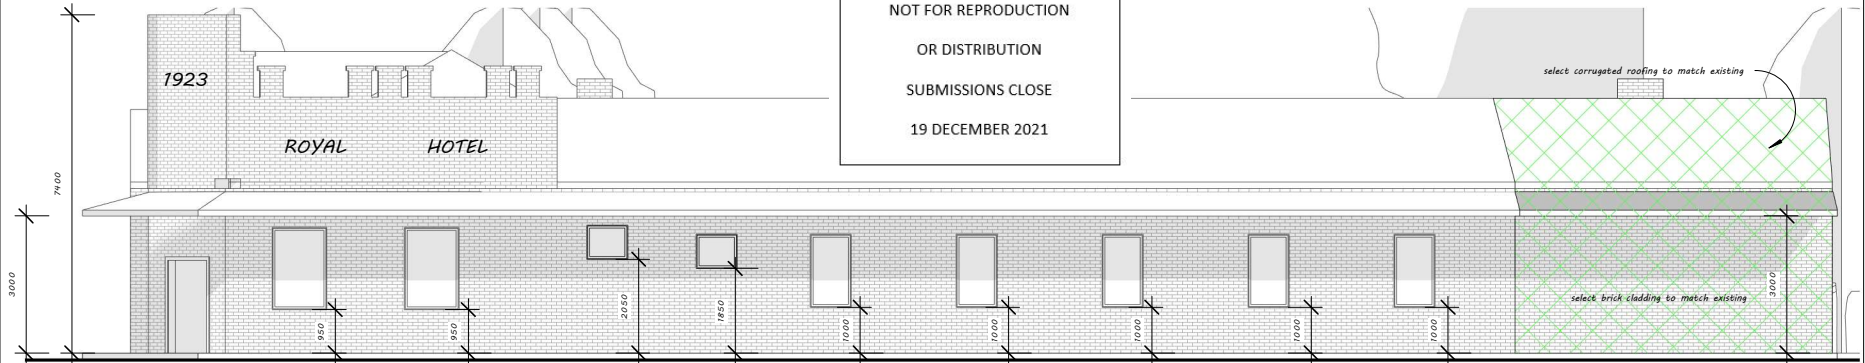 NOT FOR REPRODUCTION
OR DISTRIBUTION
SUBMISSIONS CLOSE
19 DECEMBER 2021
1923
select corrugated roofing to match existing
ROYAL HOTEL
7400
3000
950
950
2050
1850
1000
1000
1000
1000
1000
select brick cladding to match existing
3000